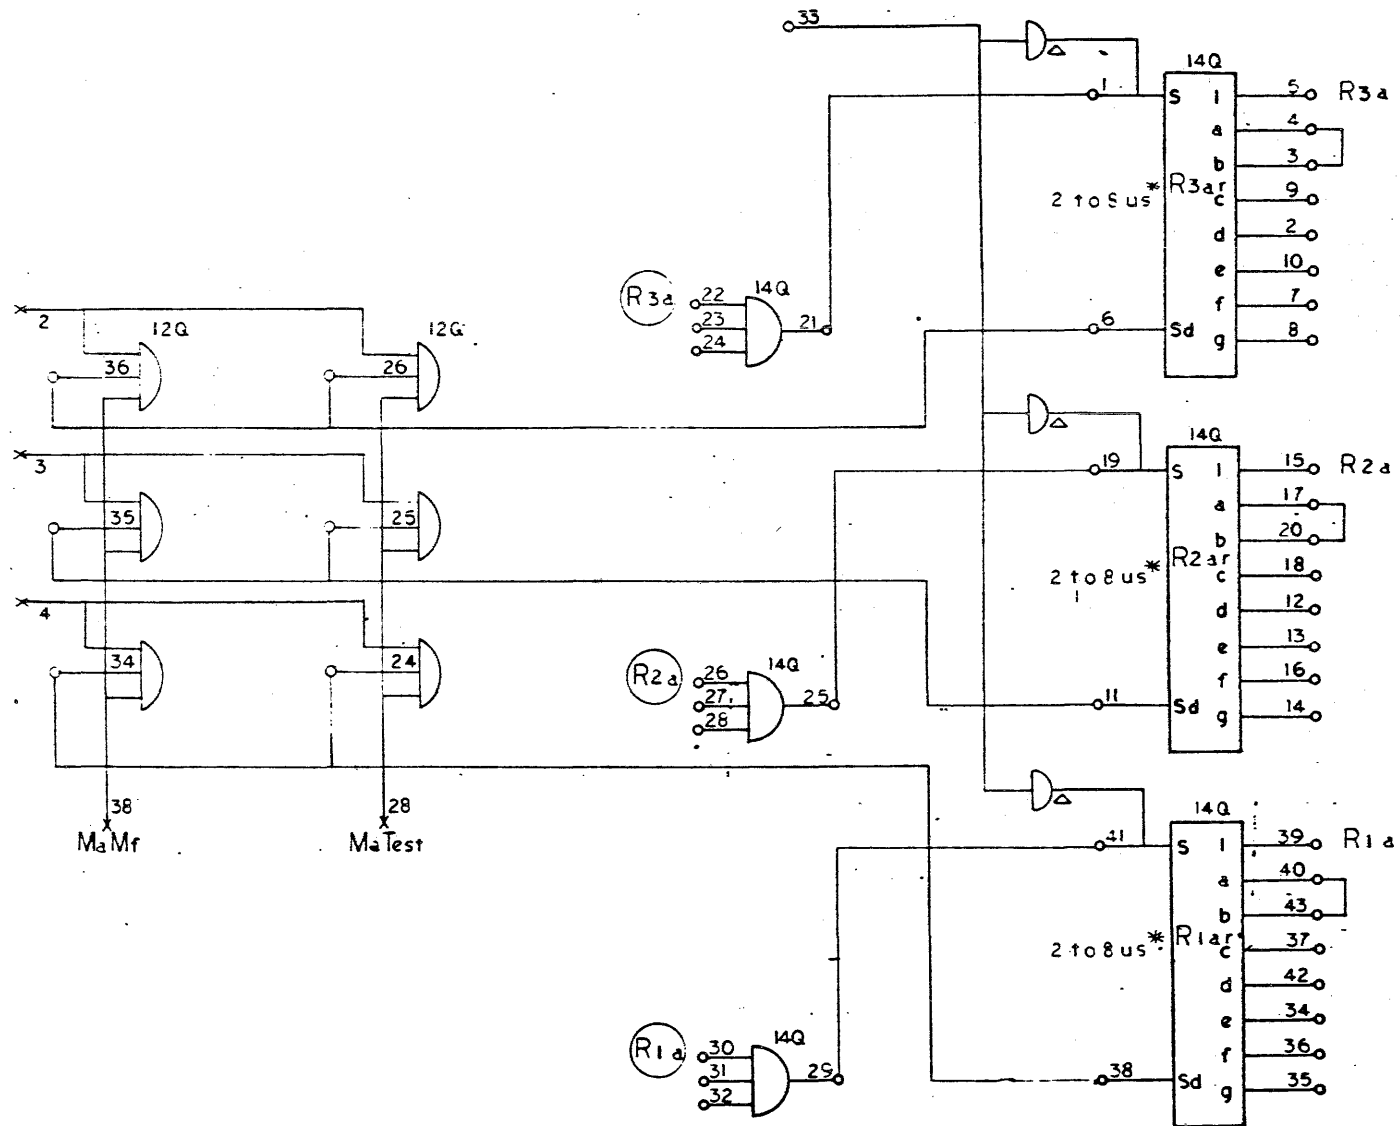 33
14Q
1
S 1 5 R3a
a 4
b 3
2 to 8 us* R3ar
c 9
d 2
e 10
f 7
6 Sd
g 8
R3a
14Q
22
23
24
21
2
12Q
12Q
36
26
3
35
25
4
34
24
38
28
MaMf
MaTest
14Q
19
S 1 15 R2a
a 17
b 20
2 to 8 us* R2ar
c 18
d 12
e 13
f 16
11 Sd
g 14
R2a
14Q
26
27
28
25
14Q
41
S 1 39 R1a
a 40
b 43
2 to 8 us* R1ar
c 37
d 42
e 34
f 36
38 Sd
g 35
R1a
14Q
30
31
32
29